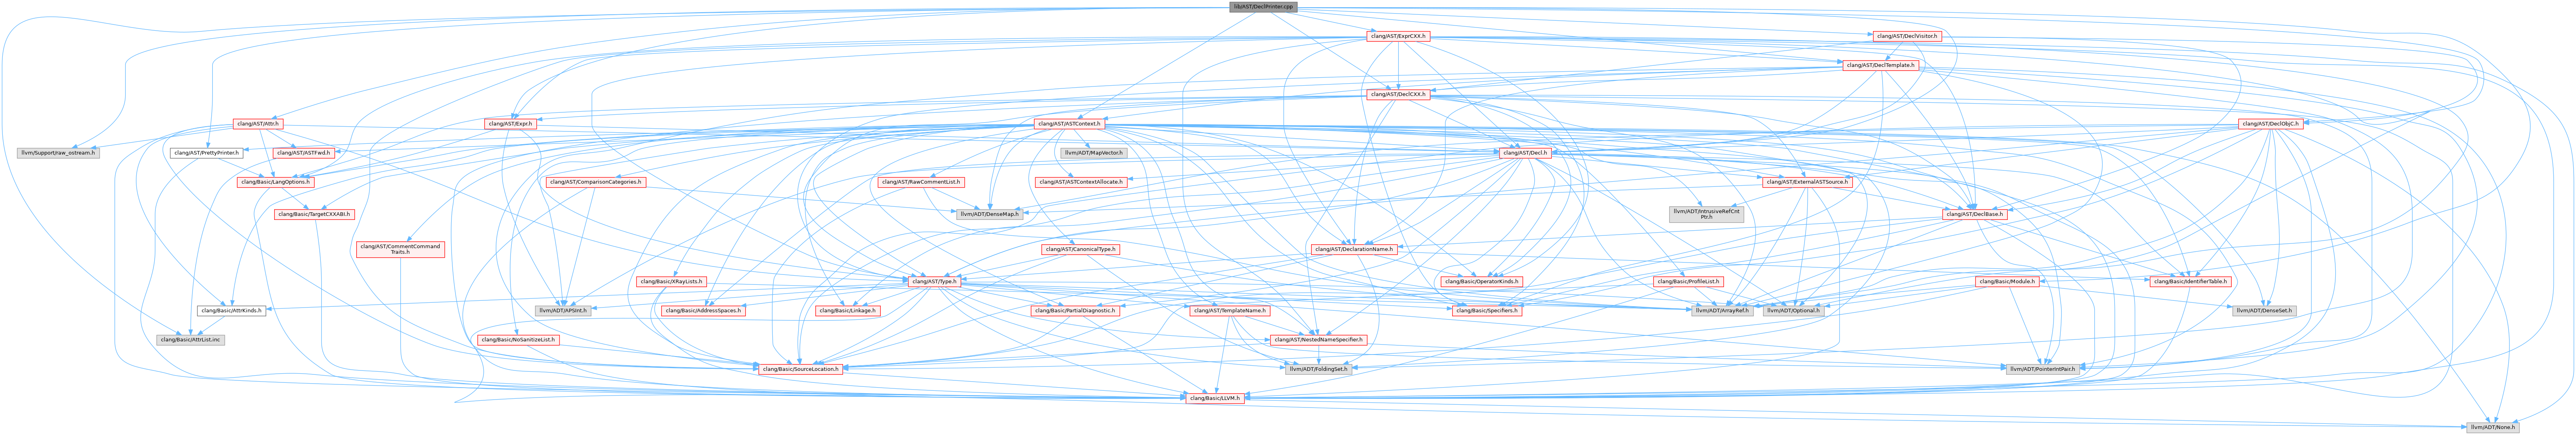 lib/AST/DeclPrinter.cpp
clang/AST/ExprCXX.h
clang/AST/DeclVisitor.h
clang/AST/DeclTemplate.h
clang/AST/DeclCXX.h
clang/AST/Attr.h
clang/AST/Expr.h
clang/AST/ASTContext.h
clang/AST/DeclObjC.h
llvm/Support/raw_ostream.h
clang/AST/PrettyPrinter.h
clang/AST/ASTFwd.h
llvm/ADT/MapVector.h
clang/AST/Decl.h
clang/Basic/LangOptions.h
clang/AST/ComparisonCategories.h
clang/AST/RawCommentList.h
clang/AST/ASTContextAllocate.h
clang/AST/ExternalASTSource.h
clang/Basic/TargetCXXABI.h
llvm/ADT/DenseMap.h
llvm/ADT/IntrusiveRefCnt
Ptr.h
clang/AST/DeclBase.h
clang/AST/CommentCommand
Traits.h
clang/AST/CanonicalType.h
clang/AST/DeclarationName.h
clang/Basic/XRayLists.h
clang/AST/Type.h
clang/Basic/OperatorKinds.h
clang/Basic/ProfileList.h
clang/Basic/Module.h
clang/Basic/IdentifierTable.h
clang/Basic/AttrKinds.h
llvm/ADT/APSInt.h
clang/Basic/AddressSpaces.h
clang/Basic/Linkage.h
clang/Basic/PartialDiagnostic.h
clang/AST/TemplateName.h
clang/Basic/Specifiers.h
llvm/ADT/ArrayRef.h
llvm/ADT/Optional.h
llvm/ADT/DenseSet.h
clang/Basic/AttrList.inc
clang/Basic/NoSanitizeList.h
clang/AST/NestedNameSpecifier.h
clang/Basic/SourceLocation.h
llvm/ADT/FoldingSet.h
llvm/ADT/PointerIntPair.h
clang/Basic/LLVM.h
llvm/ADT/None.h